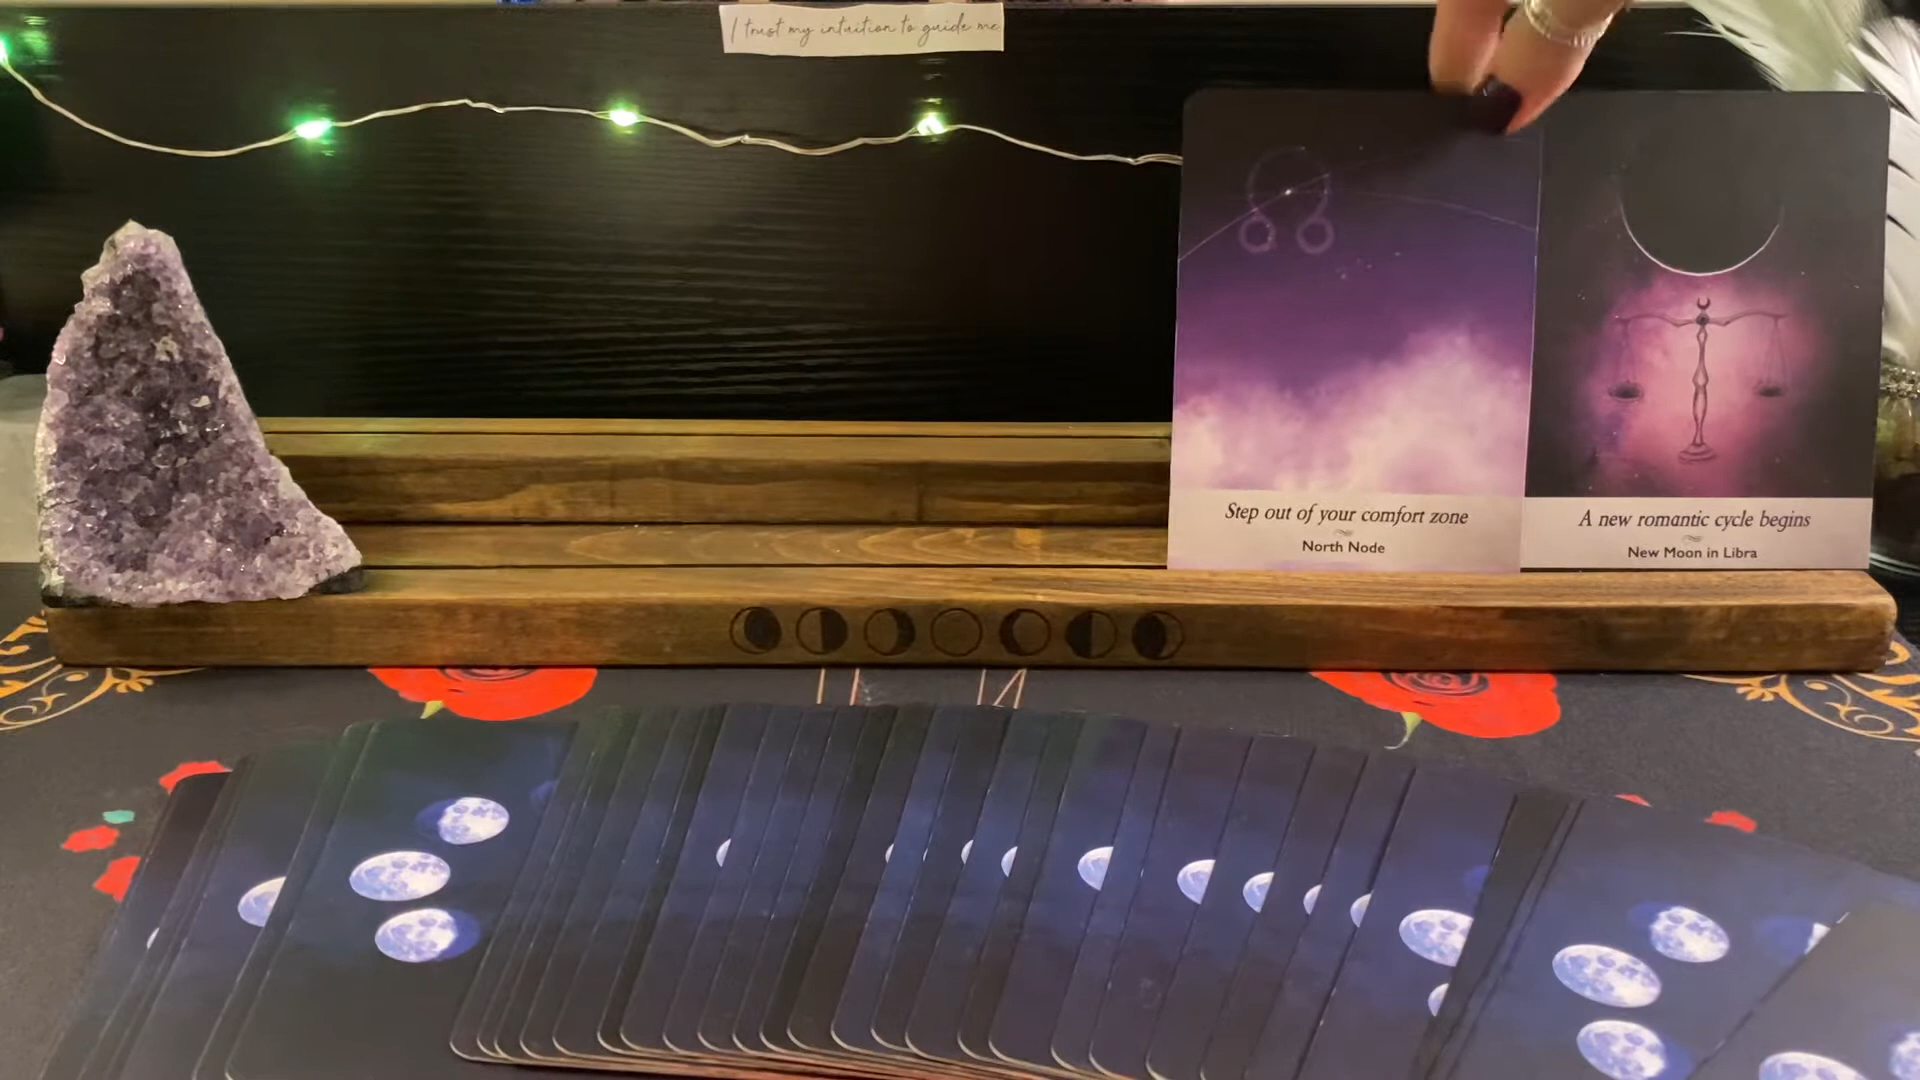 I trust my intuition to guide me
Step out of your comfort zone
North Node
A new romantic cycle begins
New Moon in Libra